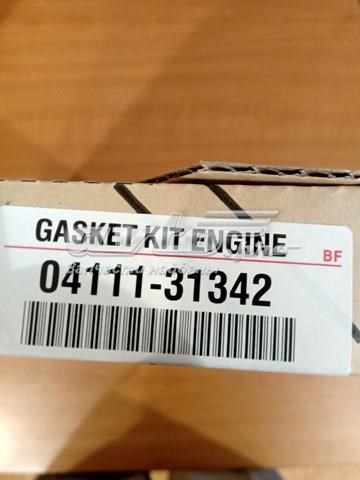 GASKET KIT ENGINE
BF
04111-31342